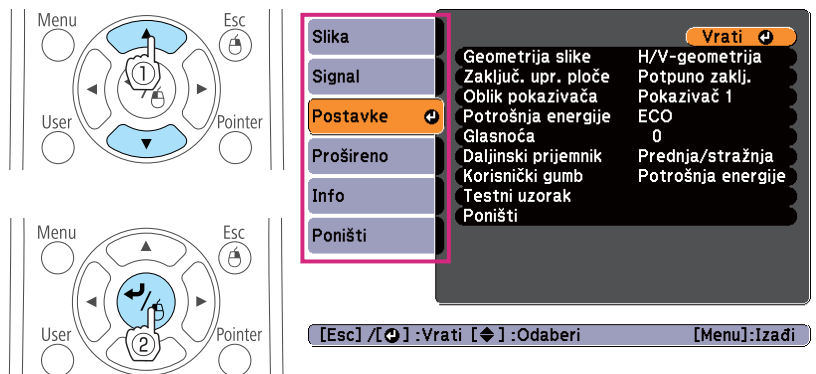 Menu
Esc
①
User
Pointer
Menu
Esc
User
Pointer
②
Slika
Signal
Postavke
Prošireno
Info
Poništi
Vrati
Geometrija slike H/V-geometrija
Zaključ. upr. ploče Potpuno zaklj.
Oblik pokazivača Pokazivač 1
Potrošnja energije ECO
Glasnoća 0
Daljinski prijemnik Prednja/stražnja
Korisnički gumb Potrošnja energije
Testni uzorak
Poništi
[Esc] /[⏎] :Vrati [◆] :Odaberi [Menu]:Izađi